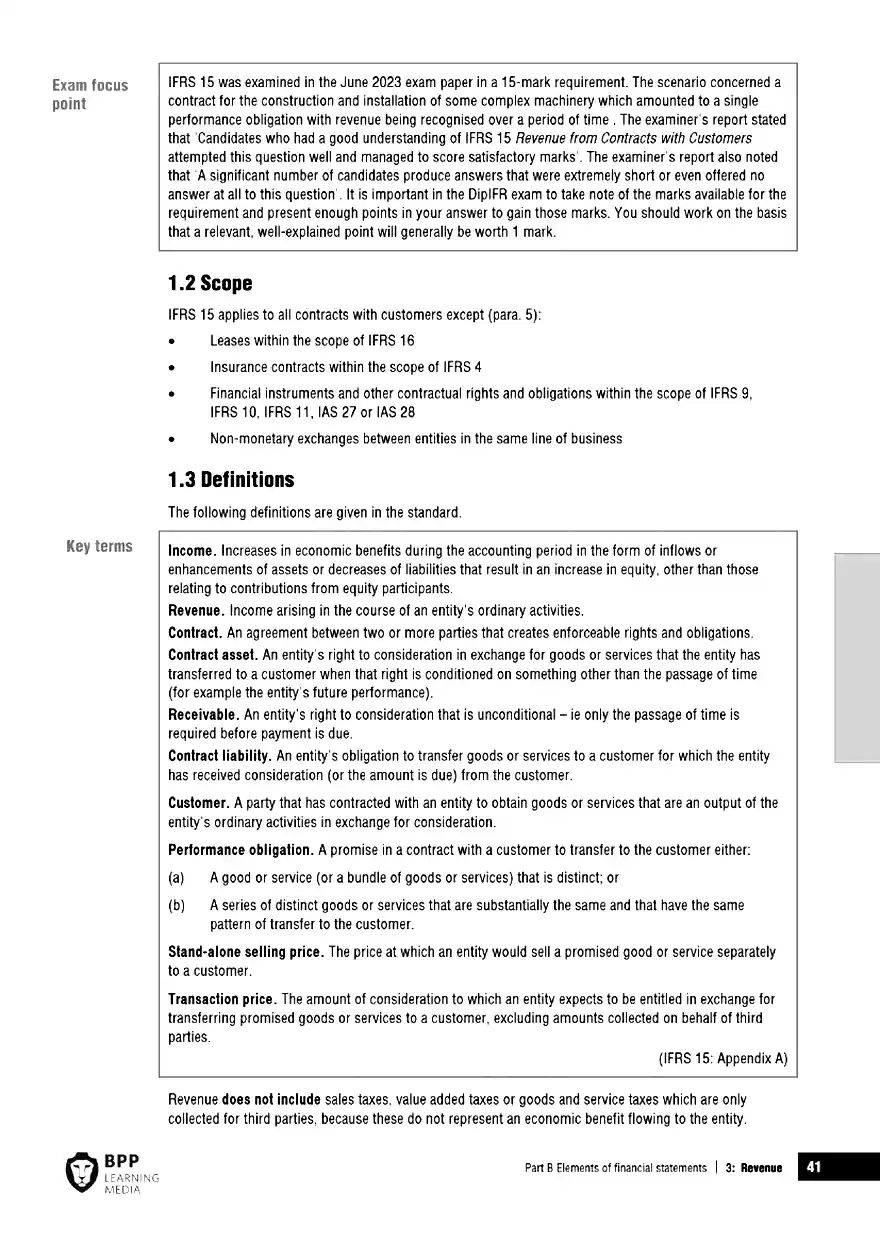 Exam focus
point
IFRS 15 was examined in the June 2023 exam paper in a 15-mark requirement. The scenario concerned a
contract for the construction and installation of some complex machinery which amounted to a single
performance obligation with revenue being recognised over a period of time . The examiner's report stated
that 'Candidates who had a good understanding of IFRS 15 Revenue from Contracts with Customers
attempted this question well and managed to score satisfactory marks'. The examiner's report also noted
that 'A significant number of candidates produce answers that were extremely short or even offered no
answer at all to this question'. It is important in the DipIFR exam to take note of the marks available for the
requirement and present enough points in your answer to gain those marks. You should work on the basis
that a relevant, well-explained point will generally be worth 1 mark.
1.2 Scope
IFRS 15 applies to all contracts with customers except (para. 5):
• Leases within the scope of IFRS 16
• Insurance contracts within the scope of IFRS 4
• Financial instruments and other contractual rights and obligations within the scope of IFRS 9,
IFRS 10, IFRS 11, IAS 27 or IAS 28
• Non-monetary exchanges between entities in the same line of business
1.3 Definitions
The following definitions are given in the standard.
Key terms
Income. Increases in economic benefits during the accounting period in the form of inflows or
enhancements of assets or decreases of liabilities that result in an increase in equity, other than those
relating to contributions from equity participants.
Revenue. Income arising in the course of an entity's ordinary activities.
Contract. An agreement between two or more parties that creates enforceable rights and obligations.
Contract asset. An entity's right to consideration in exchange for goods or services that the entity has
transferred to a customer when that right is conditioned on something other than the passage of time
(for example the entity's future performance).
Receivable. An entity's right to consideration that is unconditional – ie only the passage of time is
required before payment is due.
Contract liability. An entity's obligation to transfer goods or services to a customer for which the entity
has received consideration (or the amount is due) from the customer.
Customer. A party that has contracted with an entity to obtain goods or services that are an output of the
entity's ordinary activities in exchange for consideration.
Performance obligation. A promise in a contract with a customer to transfer to the customer either:
(a) A good or service (or a bundle of goods or services) that is distinct; or
(b) A series of distinct goods or services that are substantially the same and that have the same
pattern of transfer to the customer.
Stand-alone selling price. The price at which an entity would sell a promised good or service separately
to a customer.
Transaction price. The amount of consideration to which an entity expects to be entitled in exchange for
transferring promised goods or services to a customer, excluding amounts collected on behalf of third
parties.
(IFRS 15: Appendix A)
Revenue does not include sales taxes, value added taxes or goods and service taxes which are only
collected for third parties, because these do not represent an economic benefit flowing to the entity.
BPP
LEARNING
MEDIA
Part B Elements of financial statements | 3: Revenue 41